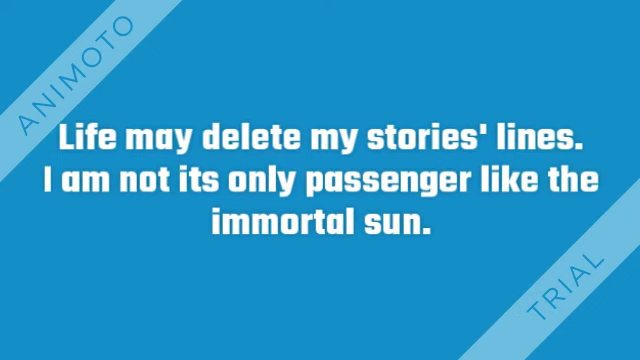 ANIMOTO
Life may delete my stories' lines.
I am not its only passenger like the
immortal sun.
TRIAL